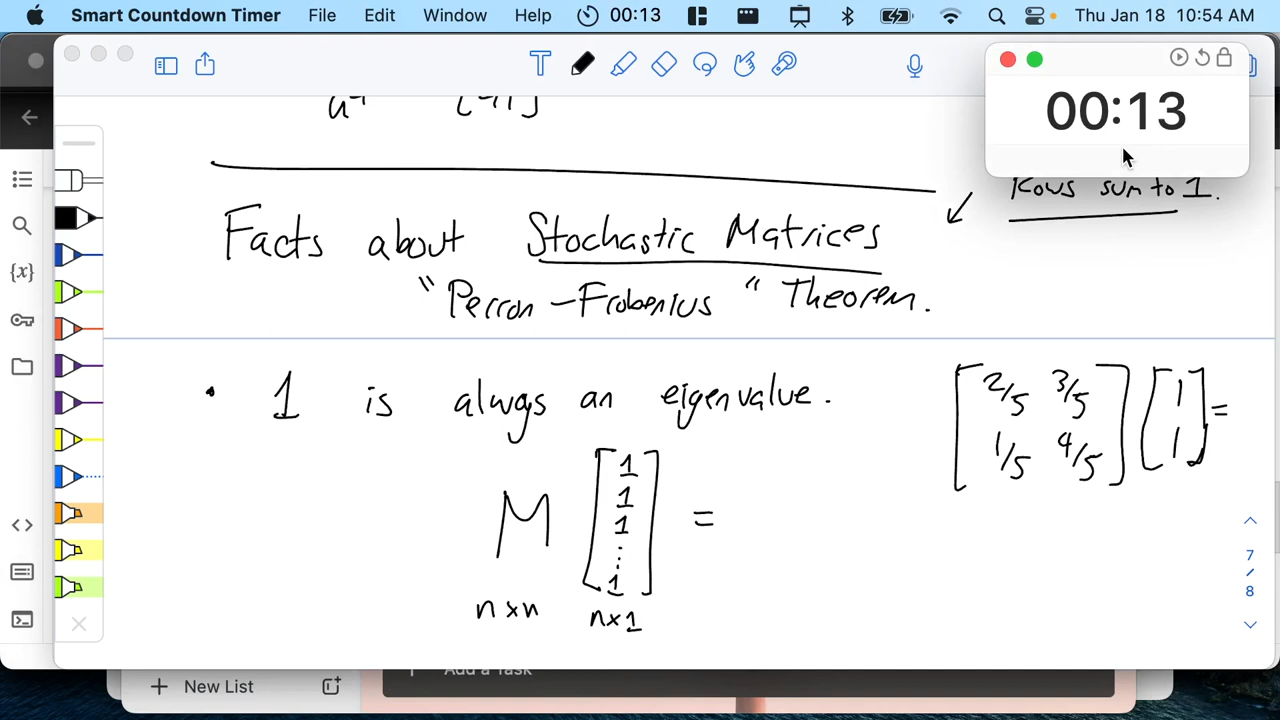 Smart Countdown Timer File Edit Window Help 00:13 Thu Jan 18 10:54 AM
00:13
Rows sum to 1.
Facts about Stochastic Matrices
"Perron-Frobenius" Theorem.
• 1 is always an eigenvalue.
[2/5 3/5] [1] =
[1/5 4/5] [1]
M [1 1 1 ⋮ 1] =
n×n n×1
7
/
8
{x}
+ New List
Add a Task